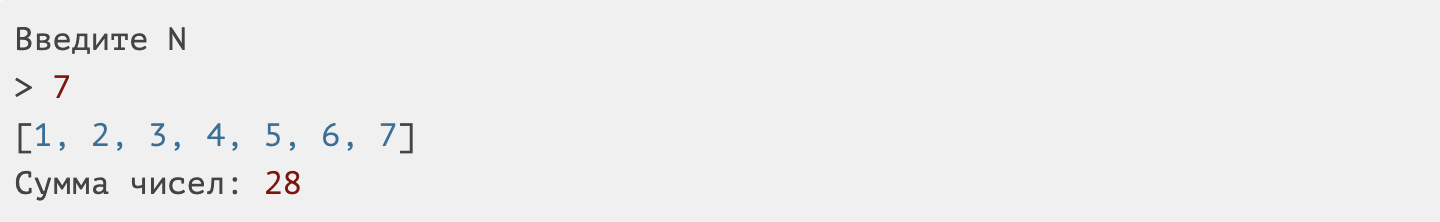 Введите N
> 7
[1, 2, 3, 4, 5, 6, 7]
Сумма чисел: 28